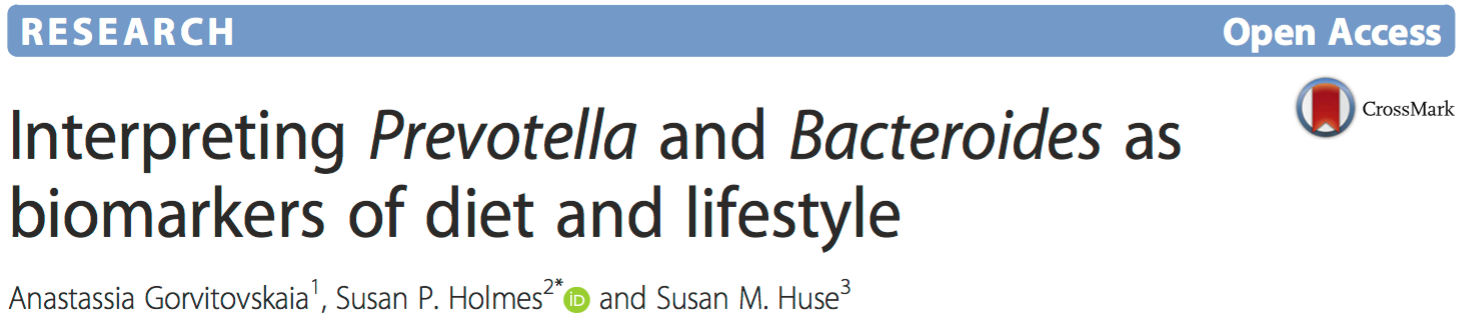 RESEARCH Open Access
CrossMark
Interpreting Prevotella and Bacteroides as
biomarkers of diet and lifestyle
Anastassia Gorvitovskaia1, Susan P. Holmes2* iD and Susan M. Huse3